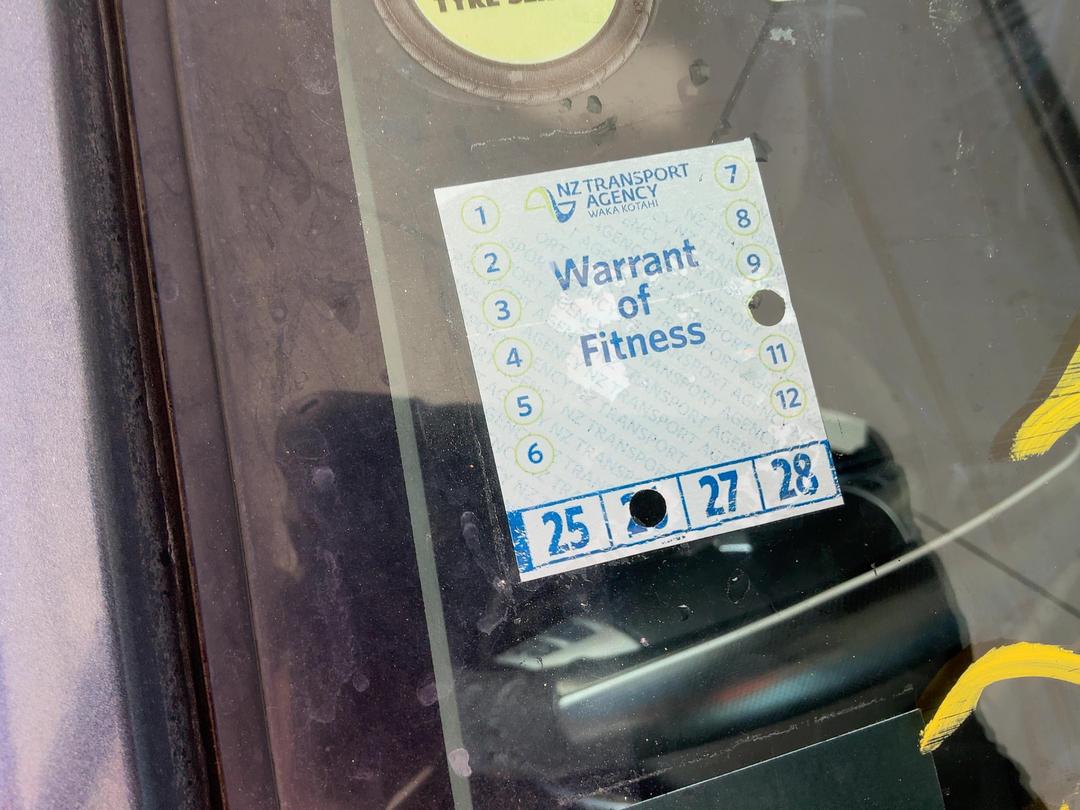 TYRE
NZ TRANSPORT
AGENCY
WAKA KOTAHI
Warrant
of
Fitness
1
2
3
4
5
6
7
8
9
11
12
25
27
28